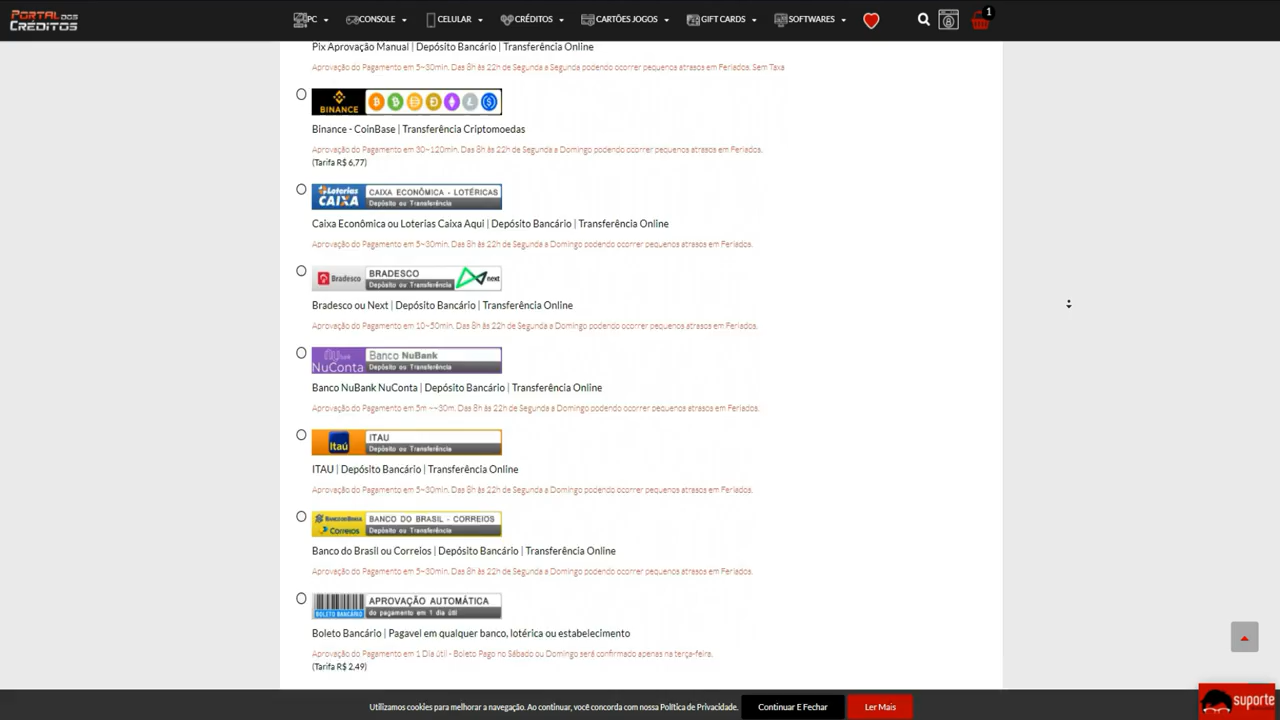 PORTAL DOS CRÉDITOS
PC
CONSOLE
CELULAR
CRÉDITOS
CARTÕES JOGOS
GIFT CARDS
SOFTWARES
1
Pix Aprovação Manual | Depósito Bancário | Transferência Online
Aprovação do Pagamento em 5~30min. Das 8h às 22h de Segunda a Segunda podendo ocorrer pequenos atrasos em Feriados. Sem Taxa
BINANCE
Binance - CoinBase | Transferência Criptomoedas
Aprovação do Pagamento em 30~120min. Das 8h às 22h de Segunda a Domingo podendo ocorrer pequenos atrasos em Feriados.
(Tarifa R$ 6,77)
Loterias CAIXA
CAIXA ECONÔMICA - LOTÉRICAS
Depósito ou Transferência
Caixa Econômica ou Loterias Caixa Aqui | Depósito Bancário | Transferência Online
Aprovação do Pagamento em 5~30min. Das 8h às 22h de Segunda a Domingo podendo ocorrer pequenos atrasos em Feriados.
Bradesco
BRADESCO
Depósito ou Transferência
next
Bradesco ou Next | Depósito Bancário | Transferência Online
Aprovação do Pagamento em 10~50min. Das 8h às 22h de Segunda a Domingo podendo ocorrer pequenos atrasos em Feriados.
NuConta
Banco NuBank
Depósito ou Transferência
Banco NuBank NuConta | Depósito Bancário | Transferência Online
Aprovação do Pagamento em 5m ~~30m. Das 8h às 22h de Segunda a Domingo podendo ocorrer pequenos atrasos em Feriados.
Itaú
ITAU
Depósito ou Transferência
ITAU | Depósito Bancário | Transferência Online
Aprovação do Pagamento em 5~30min. Das 8h às 22h de Segunda a Domingo podendo ocorrer pequenos atrasos em Feriados.
BANCO DO BRASIL
Correios
BANCO DO BRASIL - CORREIOS
Depósito ou Transferência
Banco do Brasil ou Correios | Depósito Bancário | Transferência Online
Aprovação do Pagamento em 5~30min. Das 8h às 22h de Segunda a Domingo podendo ocorrer pequenos atrasos em Feriados.
BOLETO BANCÁRIO
APROVAÇÃO AUTOMÁTICA
do pagamento em 1 dia útil
Boleto Bancário | Pagavel em qualquer banco, lotérica ou estabelecimento
Aprovação do Pagamento em 1 Dia útil - Boleto Pago no Sábado ou Domingo será confirmado apenas na terça-feira.
(Tarifa R$ 2,49)
Utilizamos cookies para melhorar a navegação. Ao continuar, você concorda com nossa Política de Privacidade.
Continuar E Fechar
Ler Mais
suporte